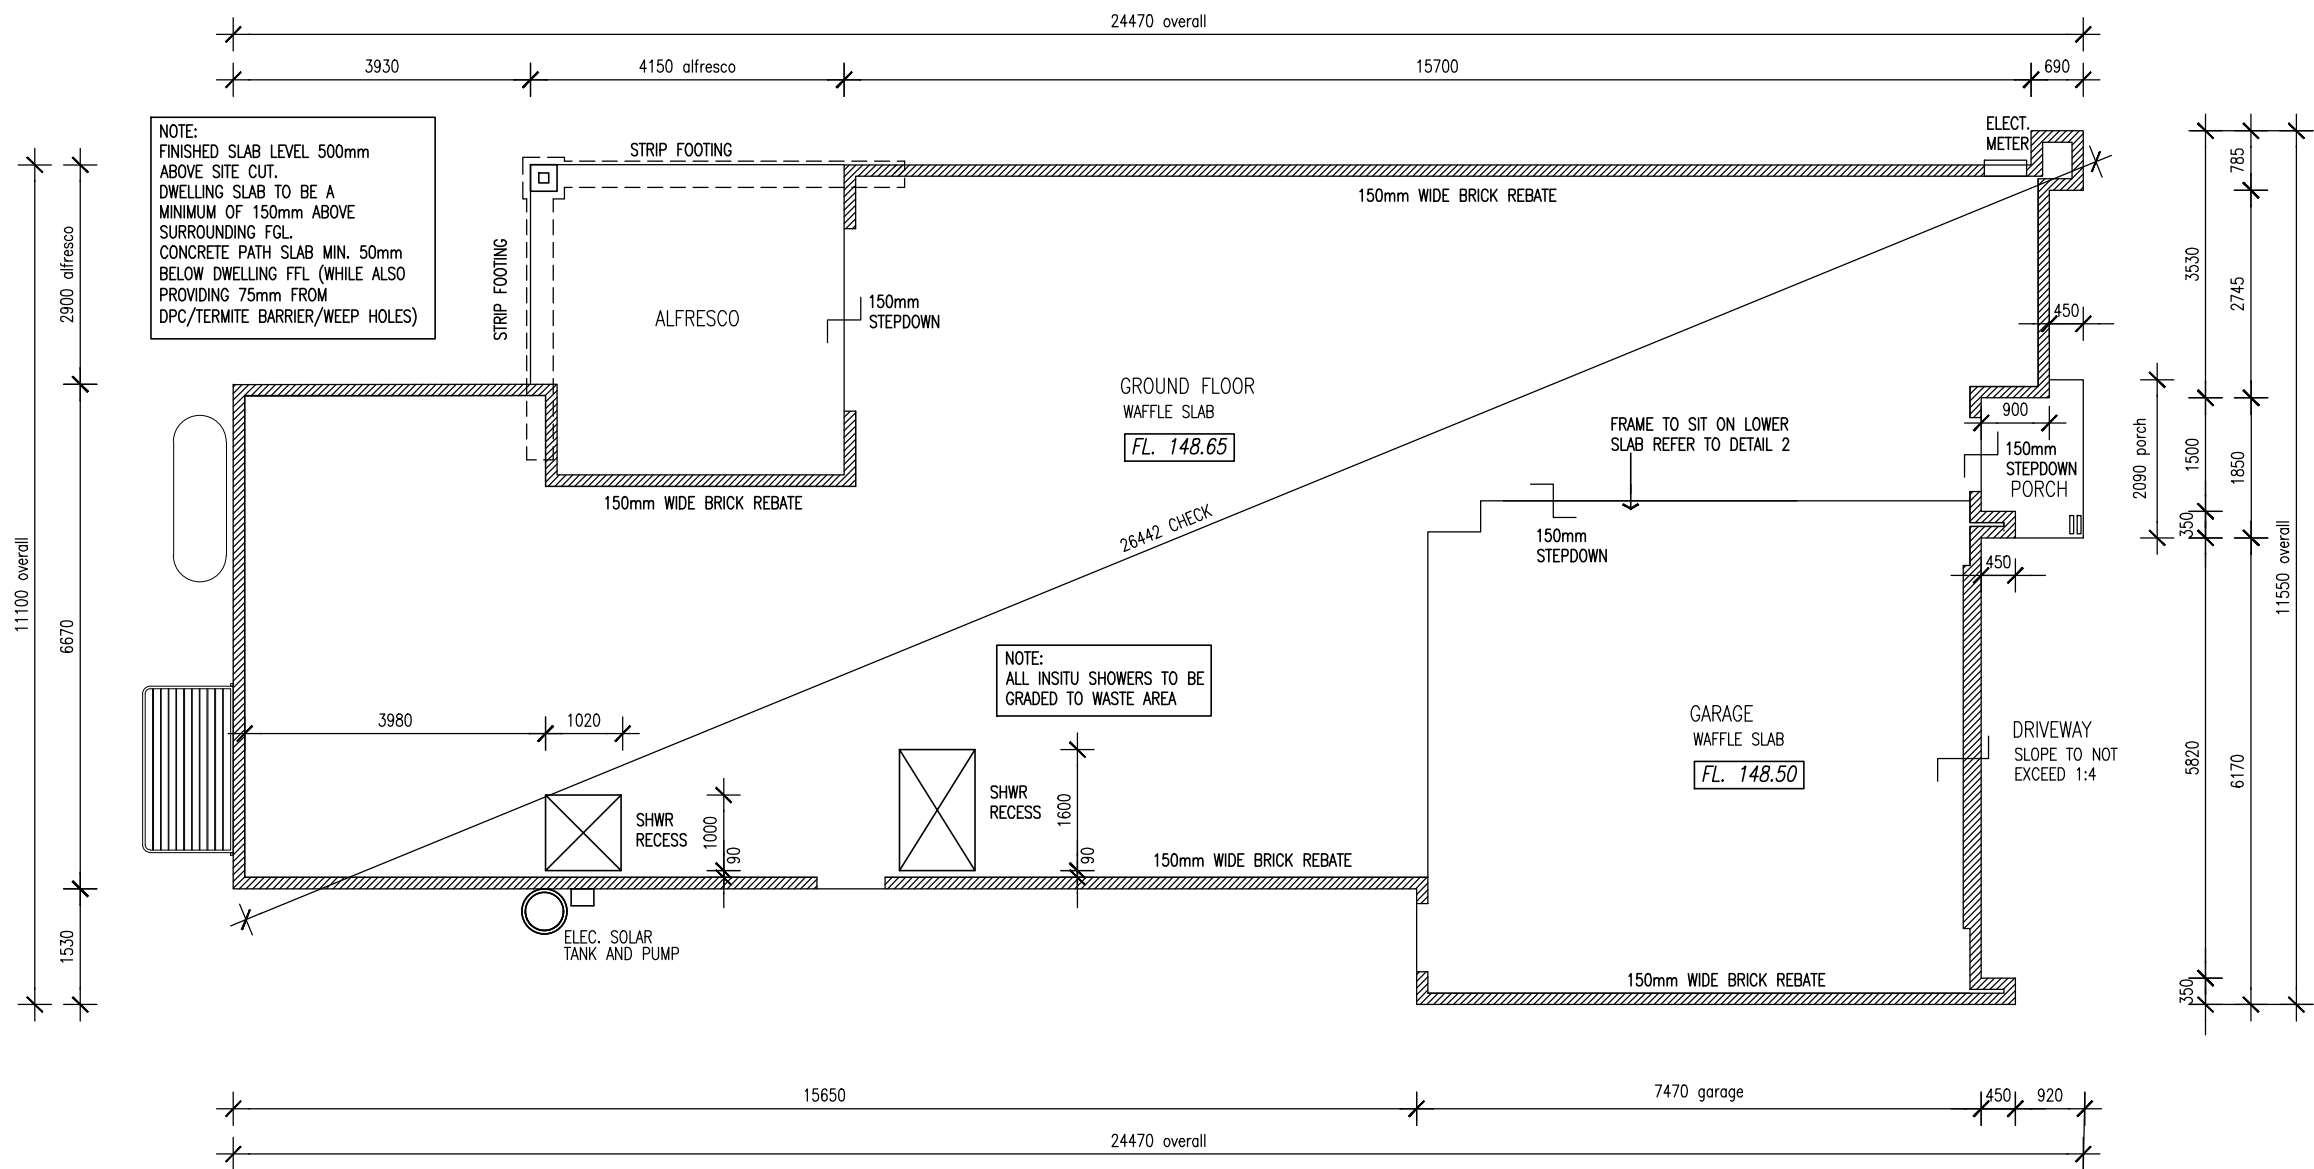 24470 overall
3930
4150 alfresco
15700
690
NOTE:
FINISHED SLAB LEVEL 500mm
ABOVE SITE CUT.
DWELLING SLAB TO BE A
MINIMUM OF 150mm ABOVE
SURROUNDING FGL.
CONCRETE PATH SLAB MIN. 50mm
BELOW DWELLING FFL (WHILE ALSO
PROVIDING 75mm FROM
DPC/TERMITE BARRIER/WEEP HOLES)
STRIP FOOTING
ELECT.
METER
150mm WIDE BRICK REBATE
STRIP FOOTING
ALFRESCO
150mm
STEPDOWN
11100 overall
2900 alfresco
6670
1530
GROUND FLOOR
WAFFLE SLAB
FL. 148.65
150mm WIDE BRICK REBATE
26442 CHECK
FRAME TO SIT ON LOWER
SLAB REFER TO DETAIL 2
150mm
STEPDOWN
450
900
150mm
STEPDOWN
PORCH
2090 porch
450
785
3530
2745
1500
1850
350
11550 overall
5820
6170
350
NOTE:
ALL INSITU SHOWERS TO BE
GRADED TO WASTE AREA
3980
1020
SHWR
RECESS
1000
90
SHWR
RECESS
1600
90
150mm WIDE BRICK REBATE
GARAGE
WAFFLE SLAB
FL. 148.50
DRIVEWAY
SLOPE TO NOT
EXCEED 1:4
ELEC. SOLAR
TANK AND PUMP
150mm WIDE BRICK REBATE
15650
7470 garage
450
920
24470 overall